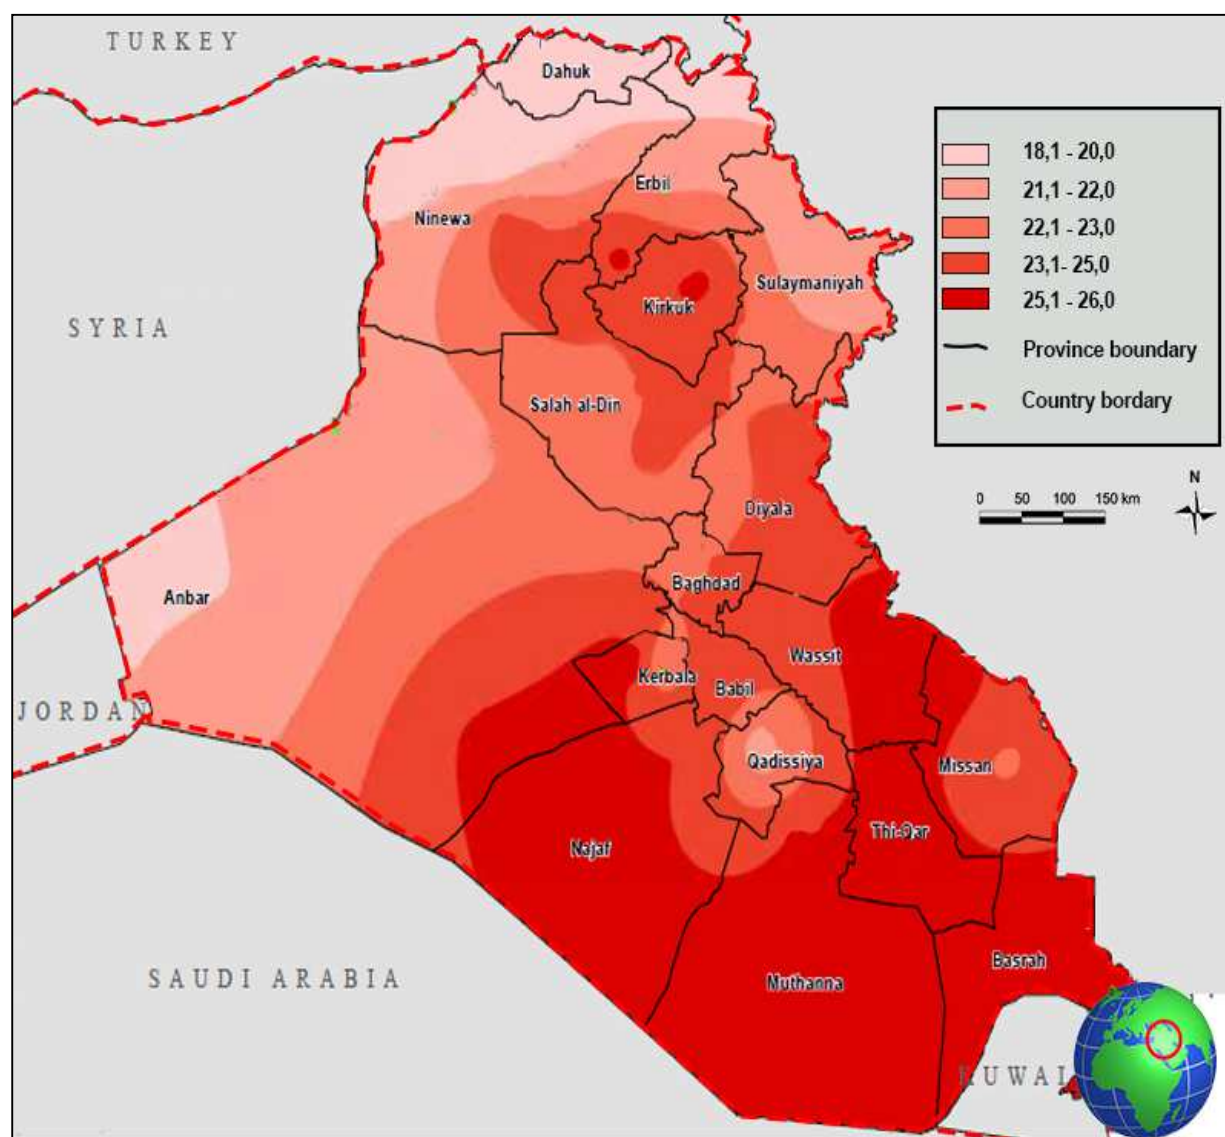 TURKEY
Dahuk
18,1 - 20,0
21,1 - 22,0
22,1 - 23,0
23,1- 25,0
25,1 - 26,0
Province boundary
Country bordary
Erbil
Ninewa
Sulaymaniyah
Kirkuk
SYRIA
Salah al-Din
N
0 50 100 150 km
Diyala
Baghdad
Anbar
Wassit
Kerbala
Babil
JORDAN
Qadissiya
Missan
Thi-Qar
Najaf
Basrah
SAUDI ARABIA
Muthanna
KUWAI